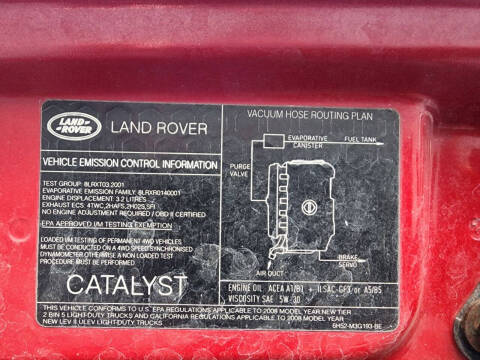 LAND-
ROVER
LAND ROVER
VEHICLE EMISSION CONTROL INFORMATION
TEST GROUP: 8LRXT03.2001
EVAPORATIVE EMISSION FAMILY: 8LRXR0140001
ENGINE DISPLACEMENT: 3.2 LITRES
EXHAUST ECS: 4TWC,2HAFS,2HO2S,SFI
NO ENGINE ADJUSTMENT REQUIRED / OBD II CERTIFIED
EPA APPROVED I/M TESTING EXEMPTION
LOADED I/M TESTING OF PERMANENT 4WD VEHICLES
MUST BE CONDUCTED ON A 4WD SPEED SYNCHRONISED
DYNAMOMETER, OTHERWISE A NON LOADED TEST
PROCEDURE MUST BE PERFORMED.
CATALYST
VACUUM HOSE ROUTING PLAN
EVAPORATIVE
CANISTER
FUEL TANK
PURGE
VALVE
BRAKE
SERVO
AIR DUCT
ENGINE OIL ACEA A1(B1) + ILSAC-GF3 or A5/B5
VISCOSITY SAE 5W-30
THIS VEHICLE CONFORMS TO U.S. EPA REGULATIONS APPLICABLE TO 2008 MODEL YEAR NEW TIER
2 BIN 5 LIGHT-DUTY TRUCKS / CALIFORNIA REGULATIONS APPLICABLE TO 2008 MODEL YEAR
NEW LEV II ULEV LIGHT-DUTY TRUCKS.
6H52-M3G193-BE